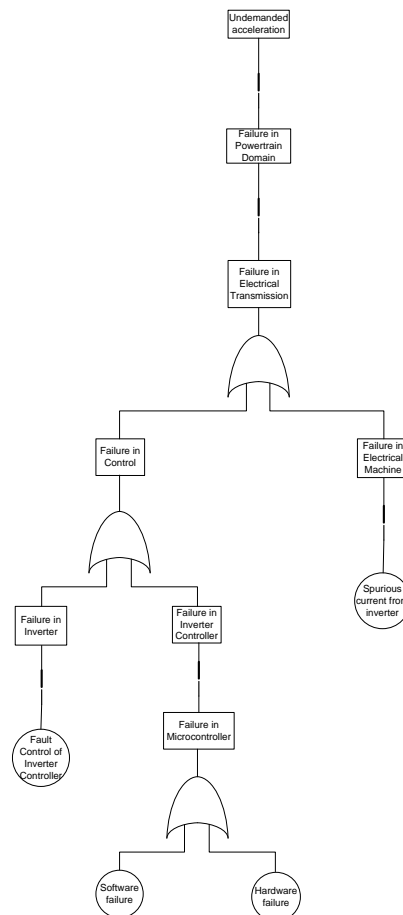 Undemanded
acceleration
Failure in
Powertrain
Domain
Failure in
Electrical
Transmission
Failure in
Control
Failure in
Electrical
Machine
Failure in
Inverter
Failure in
Inverter
Controller
Spurious
current from
inverter
Fault
Control of
Inverter
Controller
Failure in
Microcontroller
Software
failure
Hardware
failure